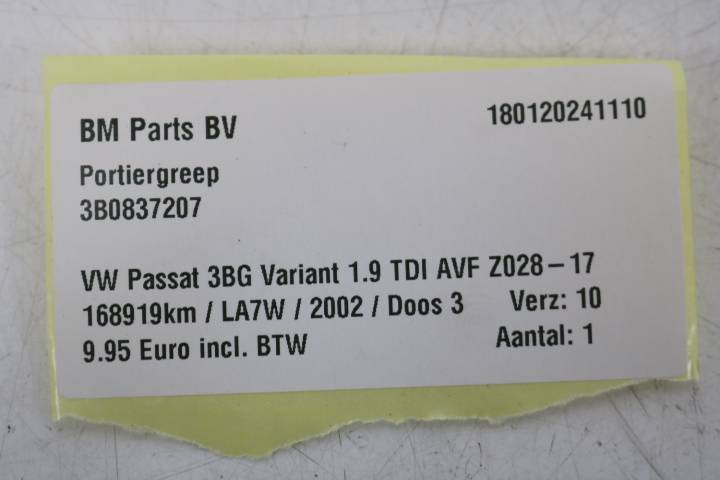 BM Parts BV 180120241110
Portiergreep
3B0837207
VW Passat 3BG Variant 1.9 TDI AVF Z028-17
168919km / LA7W / 2002 / Doos 3 Verz: 10
9.95 Euro incl. BTW Aantal: 1